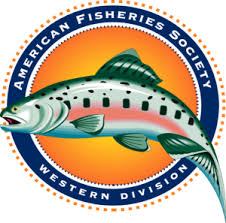 AMERICAN FISHERIES SOCIETY
WESTERN DIVISION